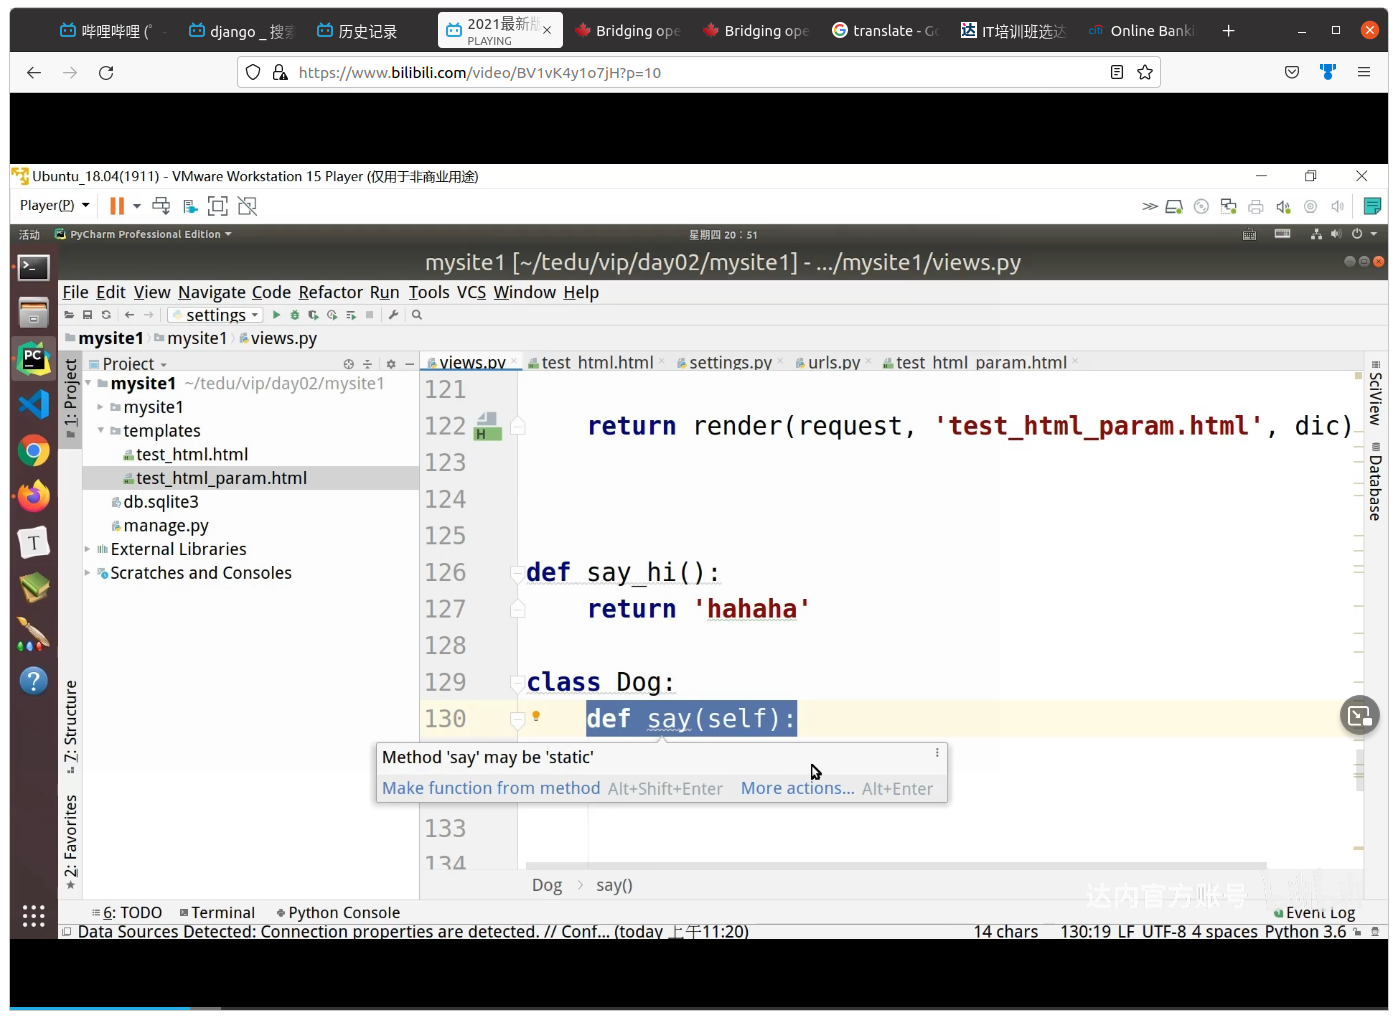 哔哩哔哩 (゜
django _ 搜索
历史记录
2021最新版
PLAYING
Bridging ope
Bridging ope
translate - Go
IT培训班选达
citi Online Banki
https://www.bilibili.com/video/BV1vK4y1o7jH?p=10
Ubuntu_18.04(1911) - VMware Workstation 15 Player (仅用于非商业用途)
Player(P)
活动 PyCharm Professional Edition 星期四 20：51
mysite1 [~/tedu/vip/day02/mysite1] - .../mysite1/views.py
File Edit View Navigate Code Refactor Run Tools VCS Window Help
settings
mysite1 mysite1 views.py
1: Project
Project
views.py test_html.html settings.py urls.py test_html_param.html
mysite1 ~/tedu/vip/day02/mysite1
mysite1
templates
test_html.html
test_html_param.html
db.sqlite3
manage.py
External Libraries
Scratches and Consoles
121
122 return render(request, 'test_html_param.html', dic)
123
124
125
126 def say_hi():
127 return 'hahaha'
128
129 class Dog:
130 def say(self):
Method 'say' may be 'static'
Make function from method Alt+Shift+Enter More actions... Alt+Enter
133
134
Dog > say()
SciView
Database
7: Structure
2: Favorites
PC
T
?
达内官方账号
6: TODO Terminal Python Console Event Log
Data Sources Detected: Connection properties are detected. // Conf... (today 上午11:20) 14 chars 130:19 LF UTF-8 4 spaces Python 3.6